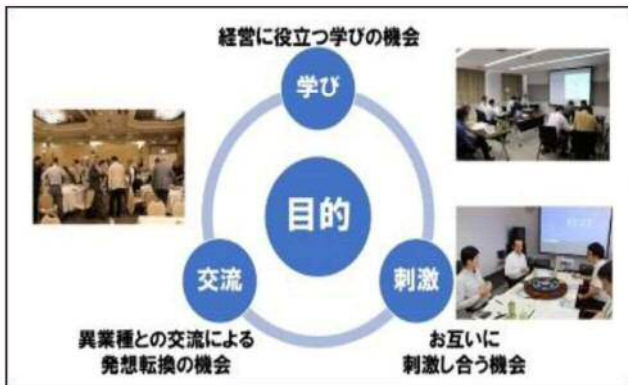 経営に役立つ学びの機会
学び
目的
交流
刺激
異業種との交流による
発想転換の機会
お互いに
刺激し合う機会